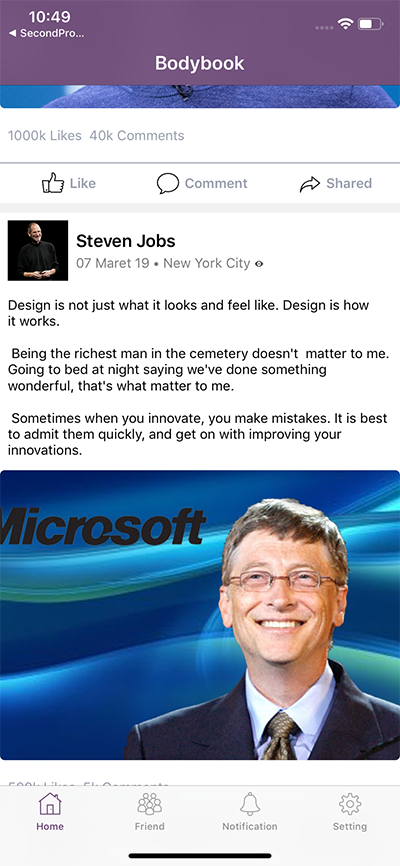 10:49
◀ SecondPro...
Bodybook
1000k Likes 40k Comments
Like Comment Shared
Steven Jobs
07 Maret 19 • New York City
Design is not just what it looks and feel like. Design is how
it works.
Being the richest man in the cemetery doesn't matter to me.
Going to bed at night saying we've done something
wonderful, that's what matter to me.
Sometimes when you innovate, you make mistakes. It is best
to admit them quickly, and get on with improving your
innovations.
Microsoft
Home Friend Notification Setting